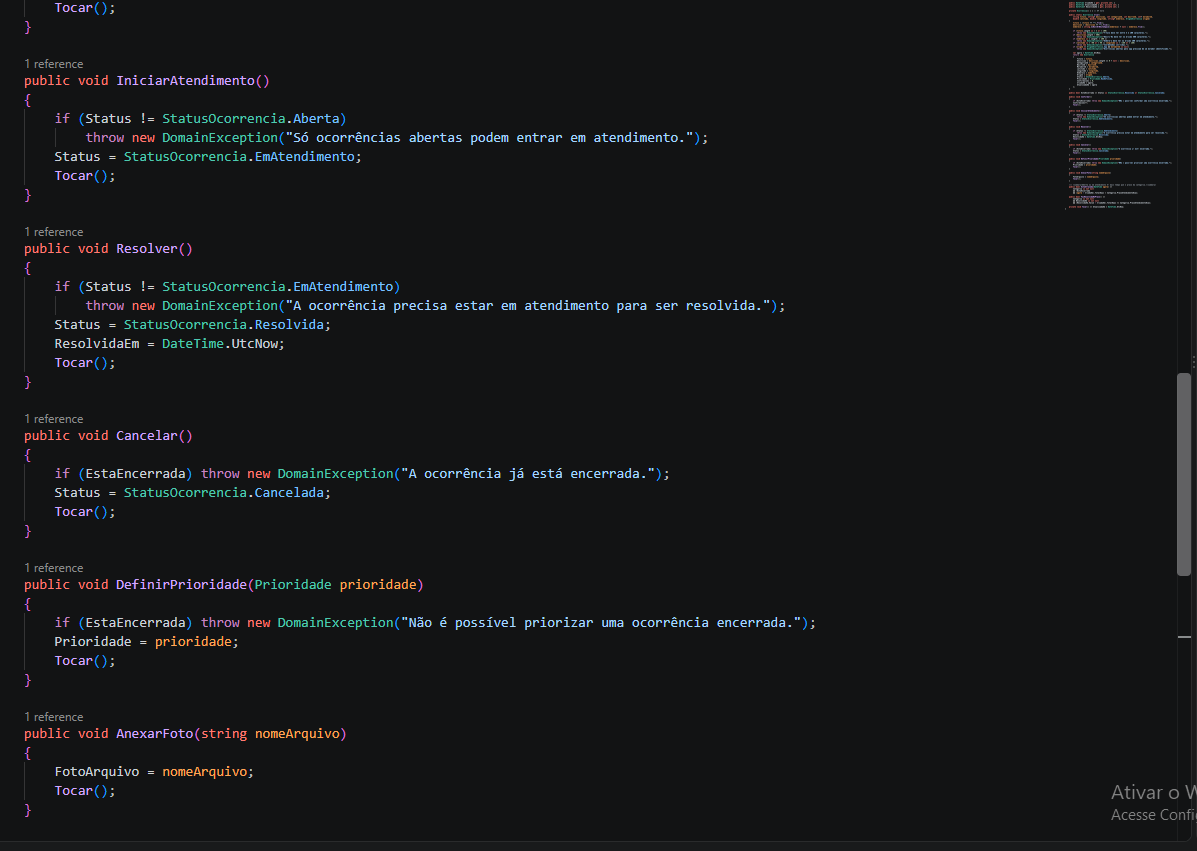 Tocar();
}
1 reference
public void IniciarAtendimento()
{
if (Status != StatusOcorrencia.Aberta)
throw new DomainException("Só ocorrências abertas podem entrar em atendimento.");
Status = StatusOcorrencia.EmAtendimento;
Tocar();
}
1 reference
public void Resolver()
{
if (Status != StatusOcorrencia.EmAtendimento)
throw new DomainException("A ocorrência precisa estar em atendimento para ser resolvida.");
Status = StatusOcorrencia.Resolvida;
ResolvidaEm = DateTime.UtcNow;
Tocar();
}
1 reference
public void Cancelar()
{
if (EstaEncerrada) throw new DomainException("A ocorrência já está encerrada.");
Status = StatusOcorrencia.Cancelada;
Tocar();
}
1 reference
public void DefinirPrioridade(Prioridade prioridade)
{
if (EstaEncerrada) throw new DomainException("Não é possível priorizar uma ocorrência encerrada.");
Prioridade = prioridade;
Tocar();
}
1 reference
public void AnexarFoto(string nomeArquivo)
{
FotoArquivo = nomeArquivo;
Tocar();
}
Ativar o W
Acesse Confi